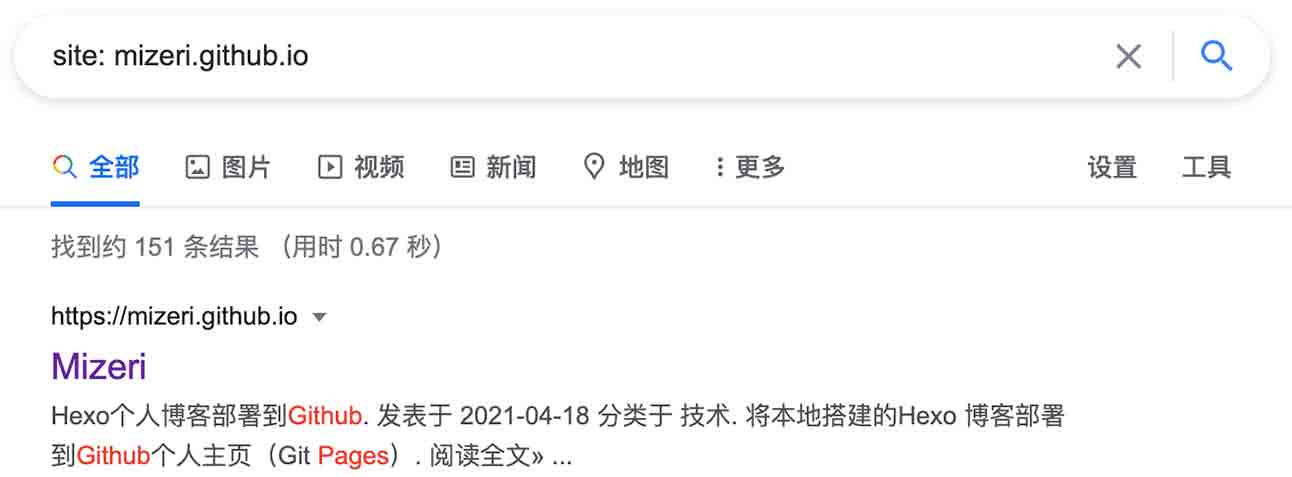 site: mizeri.github.io
全部 图片 视频 新闻 地图 更多 设置 工具
找到约 151 条结果 （用时 0.67 秒）
https://mizeri.github.io
Mizeri
Hexo个人博客部署到Github. 发表于 2021-04-18 分类于 技术. 将本地搭建的Hexo 博客部署
到Github个人主页（Git Pages）. 阅读全文» ...